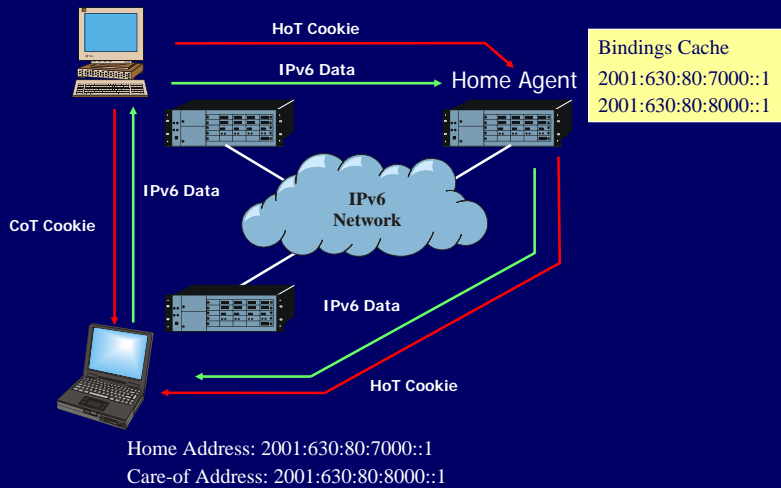 HoT Cookie
IPv6 Data
Home Agent
Bindings Cache
2001:630:80:7000::1
2001:630:80:8000::1
IPv6 Data
IPv6
Network
CoT Cookie
IPv6 Data
HoT Cookie
Home Address: 2001:630:80:7000::1
Care-of Address: 2001:630:80:8000::1